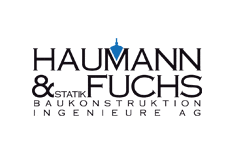 HAUMANN
&STATIK FUCHS
BAUKONSTRUKTION
INGENIEURE AG